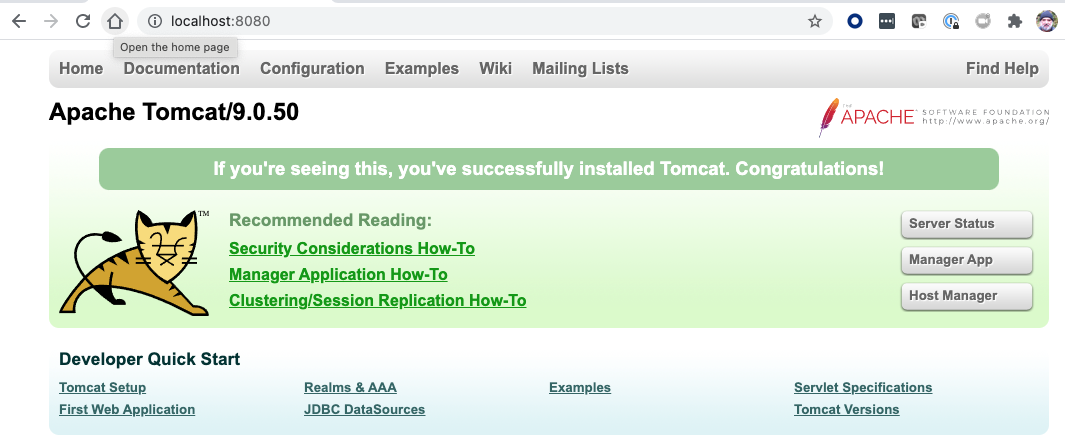 localhost:8080
Open the home page
Home Documentation Configuration Examples Wiki Mailing Lists Find Help
Apache Tomcat/9.0.50
THE
APACHE SOFTWARE FOUNDATION
http://www.apache.org/
If you're seeing this, you've successfully installed Tomcat. Congratulations!
TM
Recommended Reading:
Security Considerations How-To
Manager Application How-To
Clustering/Session Replication How-To
Server Status
Manager App
Host Manager
Developer Quick Start
Tomcat Setup Realms & AAA Examples Servlet Specifications
First Web Application JDBC DataSources Tomcat Versions